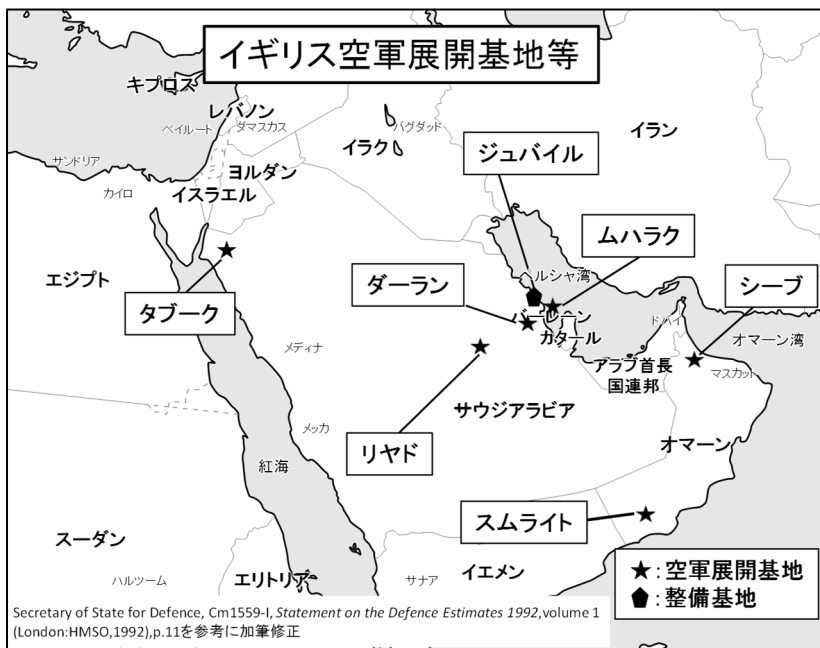 イギリス空軍展開基地等
キプロス
レバノン
ベイルート
ダマスカス
バグダッド
イラン
イラク
ジュバイル
サンドリア
ヨルダン
カイロ
イスラエル
ムハラク
エジプト
ダーラン
ペルシャ湾
シーブ
タブーク
バーレーン
ドバイ
カタール
オマーン湾
メディナ
アラブ首長
国連邦
マスカット
サウジアラビア
メッカ
リヤド
オマーン
紅海
スムライト
スーダン
ハルツーム
エリトリア
サナア
イエメン
★:空軍展開基地
:整備基地
Secretary of State for Defence, Cm1559-I, Statement on the Defence Estimates 1992,volume 1
(London:HMSO,1992),p.11を参考に加筆修正